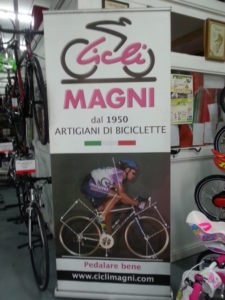 Cicli
MAGNI
dal 1950
ARTIGIANI DI BICICLETTE
Pedalare bene
www.ciclimagni.com